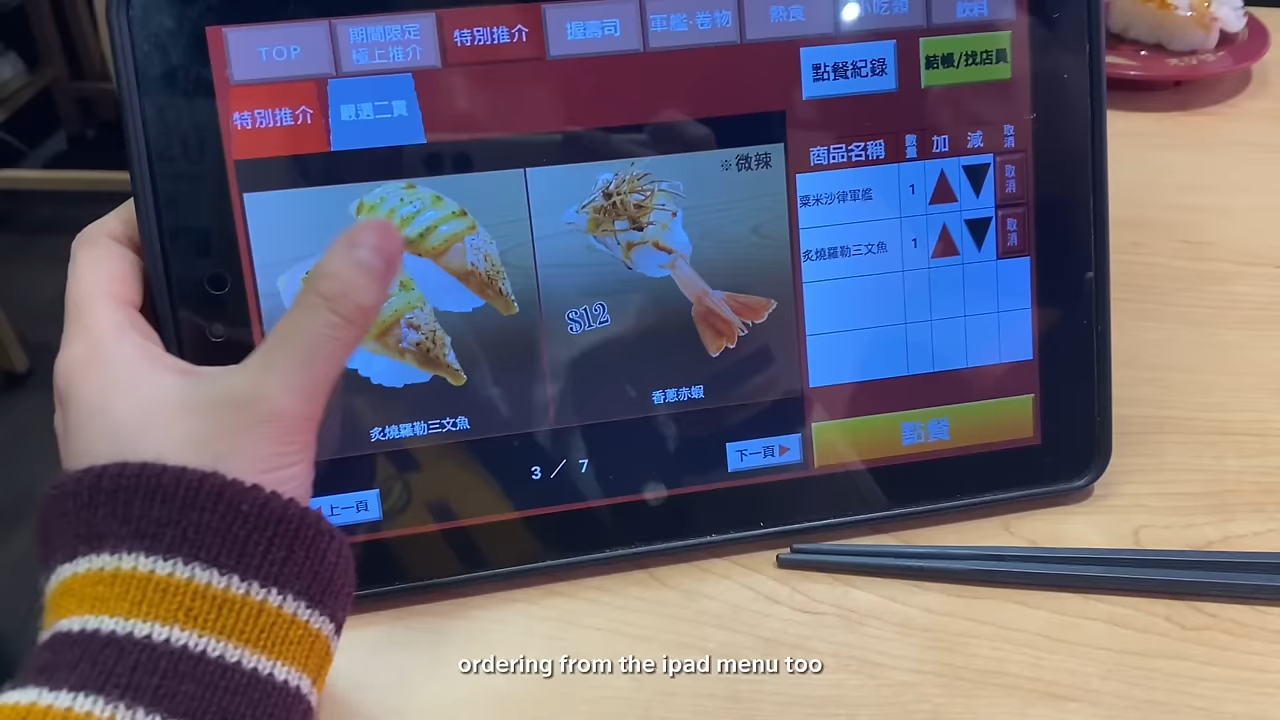 TOP
期間限定
極上推介
特別推介
握壽司
軍艦·卷物
熱食
小吃類
飲料
點餐紀錄
結帳/找店員
特別推介
嚴選二貫
※微辣
$12
炙燒羅勒三文魚
香蔥赤蝦
商品名稱
數量
加
減
取消
粟米沙律軍艦
1
取消
炙燒羅勒三文魚
1
取消
上一頁
3 / 7
下一頁
點餐
ordering from the ipad menu too